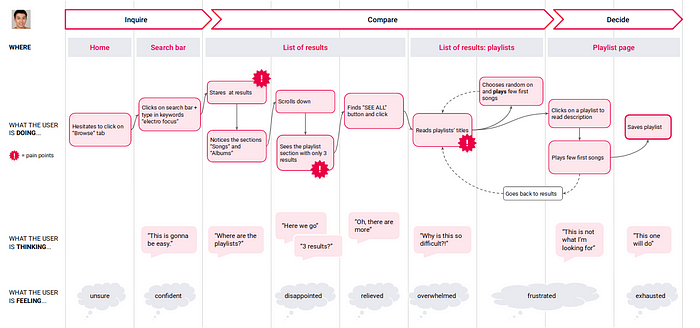 Inquire
Compare
Decide
WHERE
Home
Search bar
List of results
List of results: playlists
Playlist page
WHAT THE USER
IS DOING...
! = pain points
Hesitates to click on
"Browse" tab
Clicks on search bar +
type in keywords
"electro focus"
Stares at results
!
Notices the sections
"Songs" and
"Albums"
Scrolls down
Sees the playlist
section with only 3
results
!
Finds "SEE ALL"
button and click
Reads playlists' titles
!
Chooses random on
and plays few first
songs
Clicks on a playlist to
read description
Plays few first songs
Goes back to results
Saves playlist
WHAT THE USER
IS THINKING...
"This is gonna
be easy."
"Where are the
playlists?"
"Here we go"
"3 results?"
"Oh, there are
more"
"Why is this so
difficult?!"
"This is not
what I'm
looking for"
"This one
will do"
WHAT THE USER
IS FEELING...
unsure
confident
disappointed
relieved
overwhelmed
frustrated
exhausted